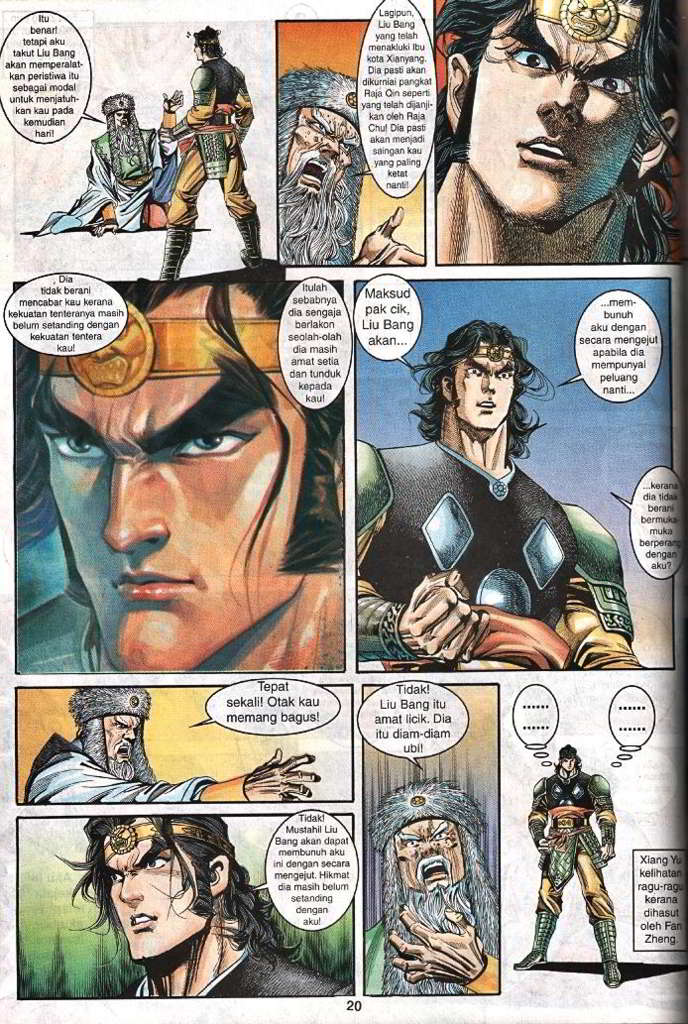 Itu
benar!
tetapi aku
takut Liu Bang
akan memperalat-
kan peristiwa itu
sebagai modal
untuk menjatuh-
kan kau pada
kemudian
hari!
Lagipun,
Liu Bang
yang telah
menakluki Ibu
kota Xianyang.
Dia pasti akan
dikurniai pangkat
Raja Qin seperti
yang telah dijanji-
kan oleh Raja
Chu! Dia pasti
akan menjadi
saingan kau
yang paling
ketat
nanti!
Dia
tidak berani
mencabar kau kerana
kekuatan tenteranya masih
belum setanding dengan
kekuatan tentera
kau!
Itulah
sebabnya
dia sengaja
berlakon
seolah-olah
dia masih
amat setia
dan tunduk
kepada
kau!
Maksud
pak cik,
Liu Bang
akan...
...mem-
bunuh
aku dengan
secara mengejut
apabila dia
mempunyai
peluang
nanti...
...kerana
dia tidak
berani
bermuka-
muka
berperang
dengan
aku?
Tepat
sekali! Otak kau
memang bagus!
Tidak!
Mustahil Liu
Bang akan dapat
membunuh aku
ini dengan secara
mengejut. Hikmat
dia masih belum
setanding
dengan
aku!
Tidak!
Liu Bang itu
amat licik. Dia
itu diam-diam
ubi!
......
......
......
......
Xiang Yu
kelihatan
ragu-ragu
kerana
dihasut
oleh Fan
Zheng.
20